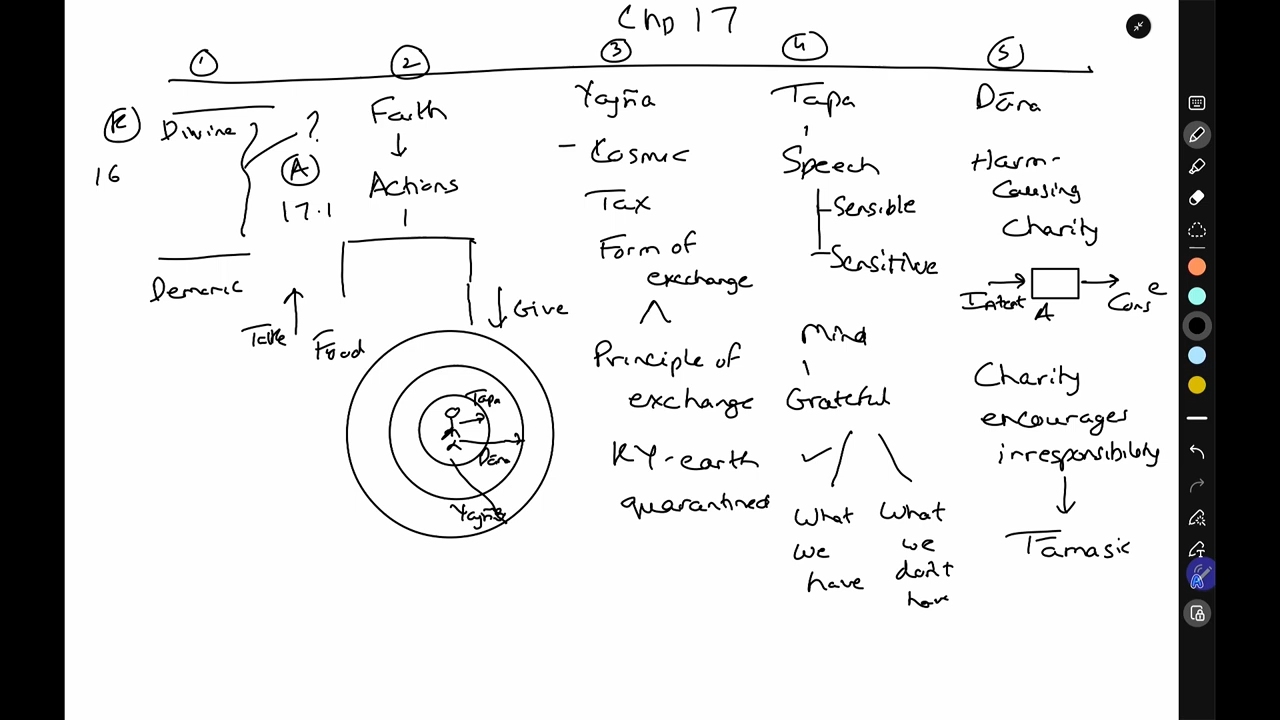 Chp 17
1
2
3
4
5
K
16
Divine
?
A
17.1
Demonic
Faith
Actions
Take
Food
Give
Tapa
Dāna
Yajña
Yajña
- Cosmic
Tax
Form of
exchange
Principle of
exchange
KY-earth
quarantined
Tapa
Speech
Sensible
Sensitive
Mind
Grateful
What
we
have
What
we
don't
have
Dāna
Harm-
Causing
Charity
Intent
A
Cons e
Charity
encourages
irresponsibility
Tamasic